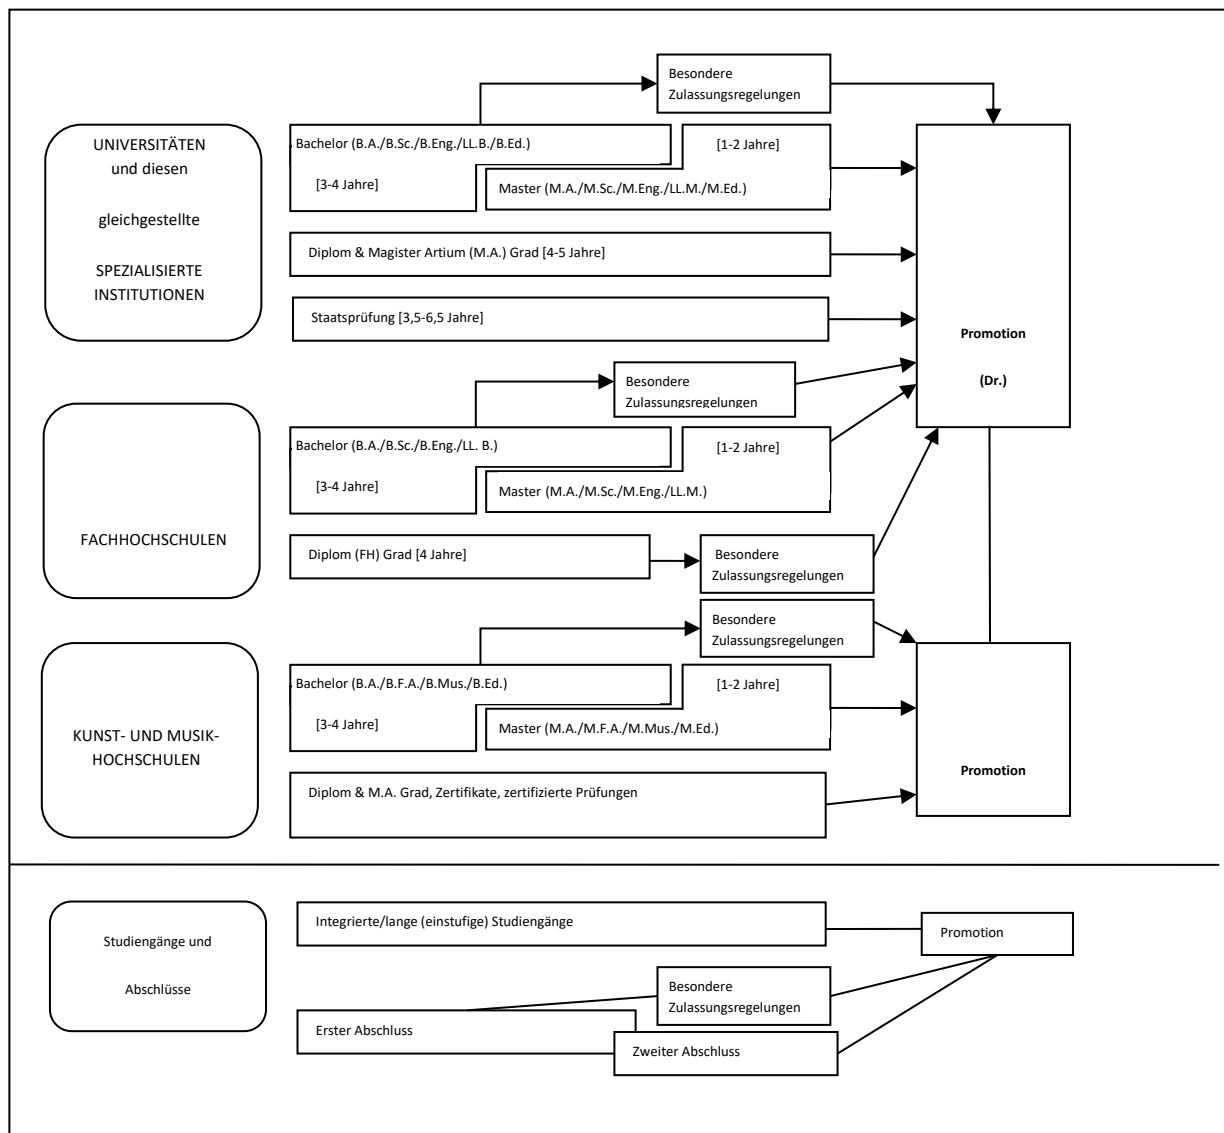 Besondere
Zulassungsregelungen
UNIVERSITÄTEN
und diesen
gleichgestellte
SPEZIALISIERTE
INSTITUTIONEN
Bachelor (B.A./B.Sc./B.Eng./LL.B./B.Ed.)
[1-2 Jahre]
[3-4 Jahre]
Master (M.A./M.Sc./M.Eng./LL.M./M.Ed.)
Diplom & Magister Artium (M.A.) Grad [4-5 Jahre]
Staatsprüfung [3,5-6,5 Jahre]
Promotion
(Dr.)
Besondere
Zulassungsregelungen
FACHHOCHSCHULEN
Bachelor (B.A./B.Sc./B.Eng./LL. B.)
[1-2 Jahre]
[3-4 Jahre]
Master (M.A./M.Sc./M.Eng./LL.M.)
Diplom (FH) Grad [4 Jahre]
Besondere
Zulassungsregelungen
Besondere
Zulassungsregelungen
KUNST- UND MUSIK-
HOCHSCHULEN
Bachelor (B.A./B.F.A./B.Mus./B.Ed.)
[1-2 Jahre]
[3-4 Jahre]
Master (M.A./M.F.A./M.Mus./M.Ed.)
Diplom & M.A. Grad, Zertifikate, zertifizierte Prüfungen
Promotion
Studiengänge und
Abschlüsse
Integrierte/lange (einstufige) Studiengänge
Promotion
Besondere
Zulassungsregelungen
Erster Abschluss
Zweiter Abschluss